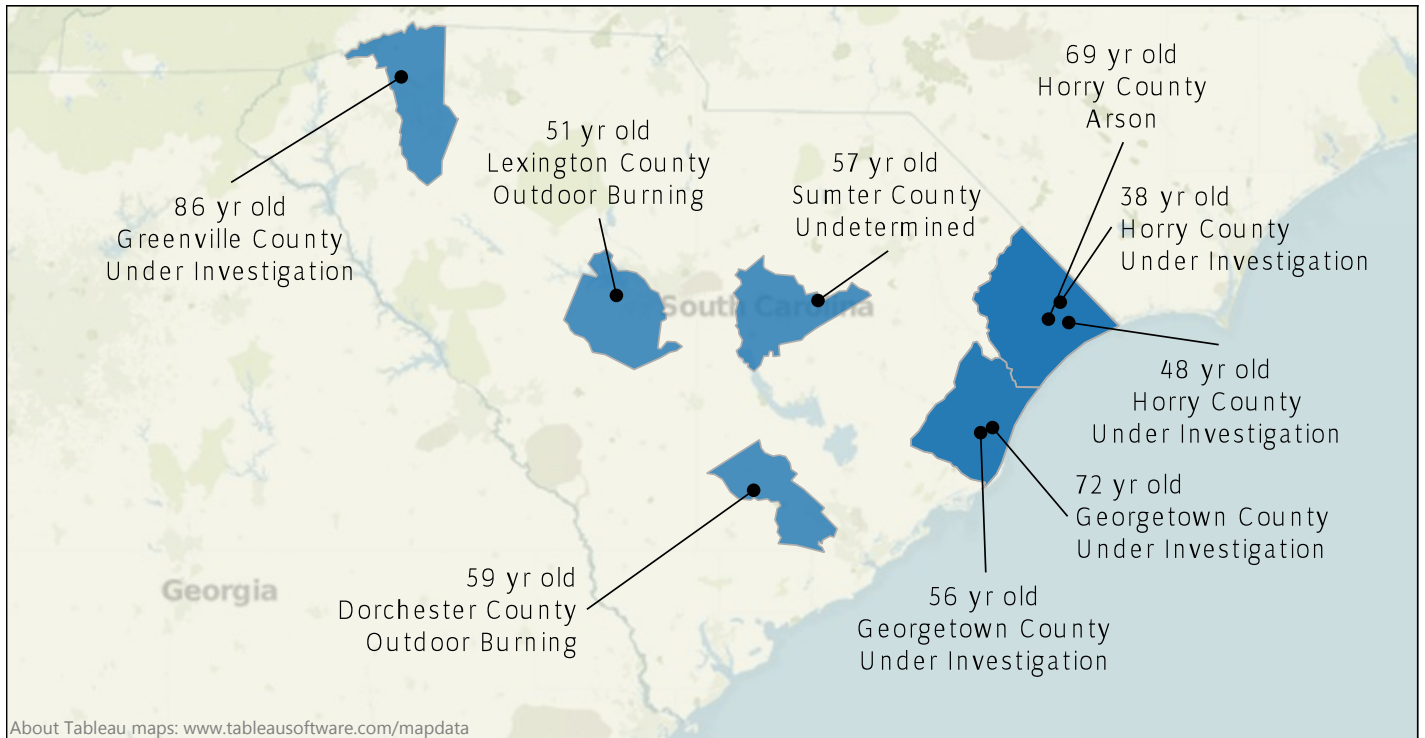 69 yr old
Horry County
Arson
51 yr old
Lexington County
Outdoor Burning
57 yr old
Sumter County
Undetermined
38 yr old
Horry County
Under Investigation
86 yr old
Greenville County
Under Investigation
South Carolina
48 yr old
Horry County
Under Investigation
72 yr old
Georgetown County
Under Investigation
59 yr old
Dorchester County
Outdoor Burning
Georgia
56 yr old
Georgetown County
Under Investigation
About Tableau maps: www.tableausoftware.com/mapdata